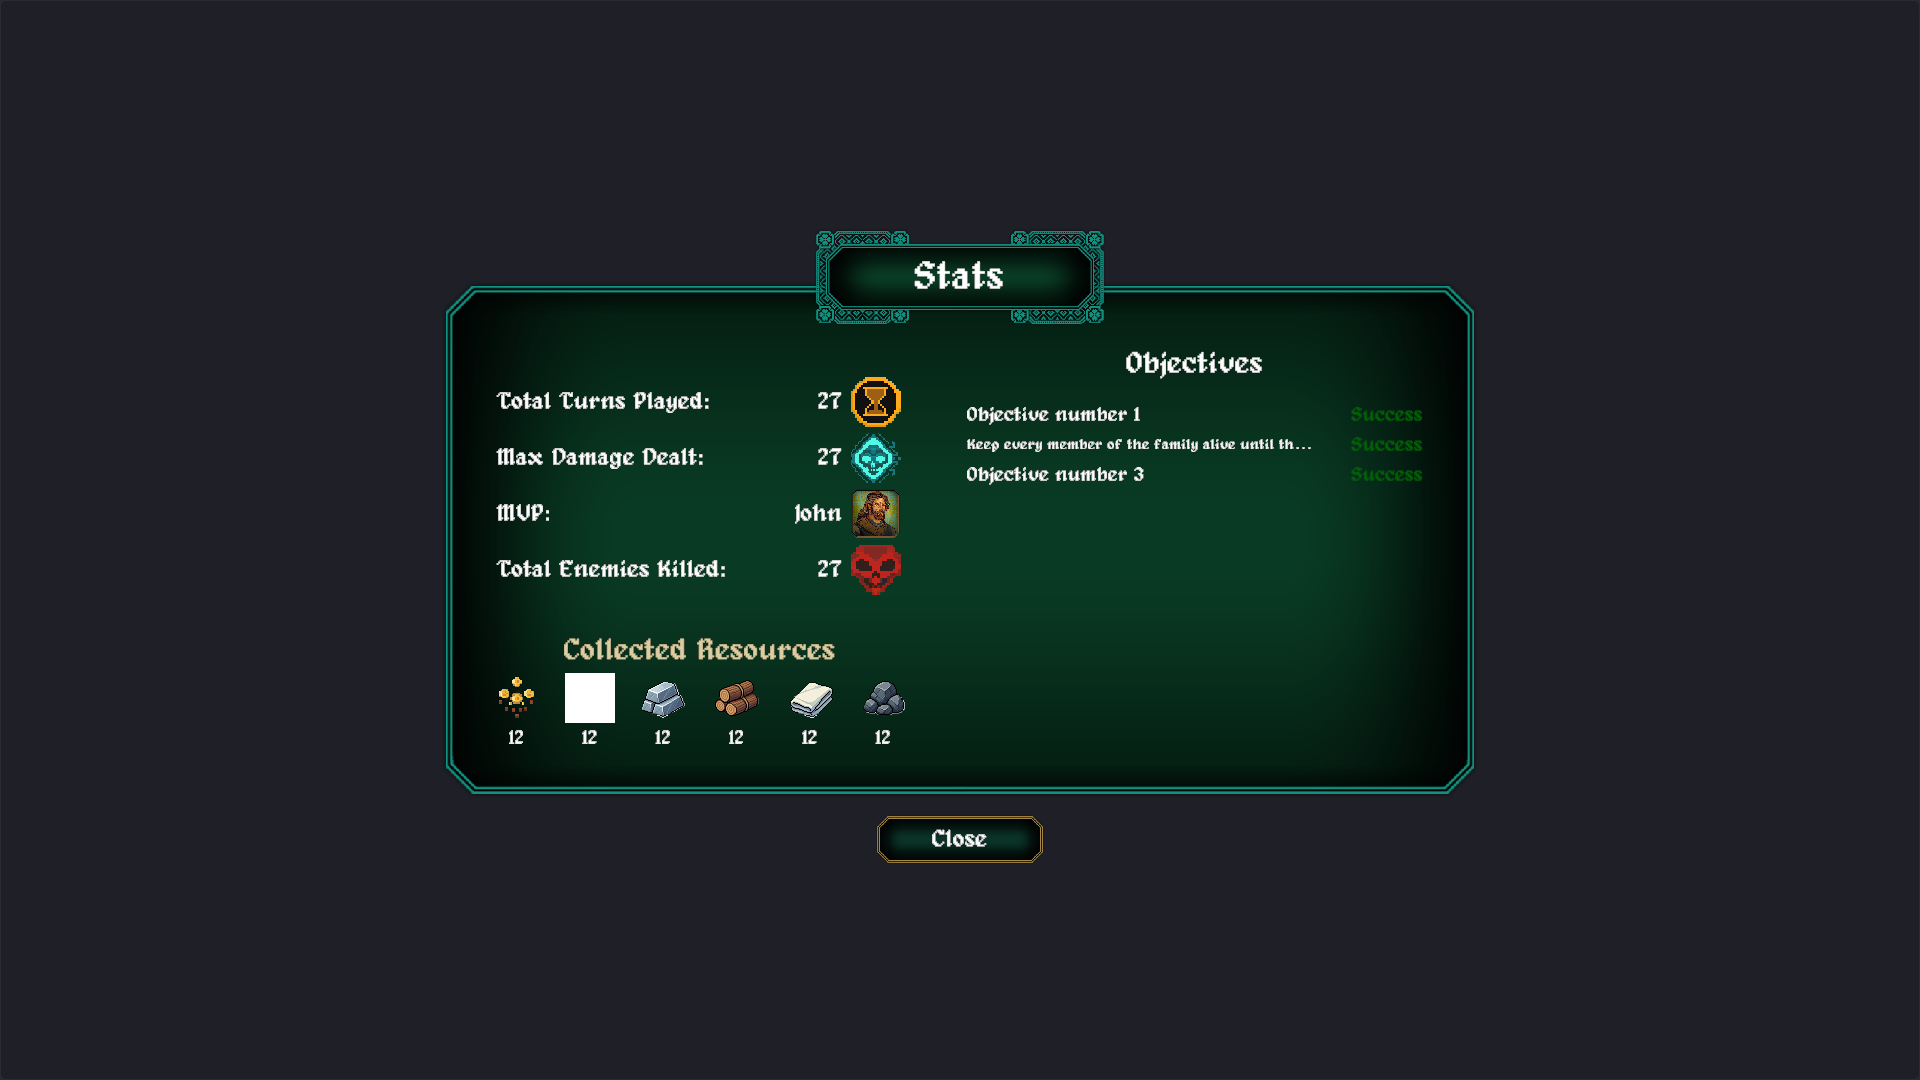 Stats
Total Turns Played: 27
Max Damage Dealt: 27
MVP: John
Total Enemies Killed: 27
Collected Resources
12 12 12 12 12 12
Objectives
Objective number 1 Success
Keep every member of the family alive until th... Success
Objective number 3 Success
Close